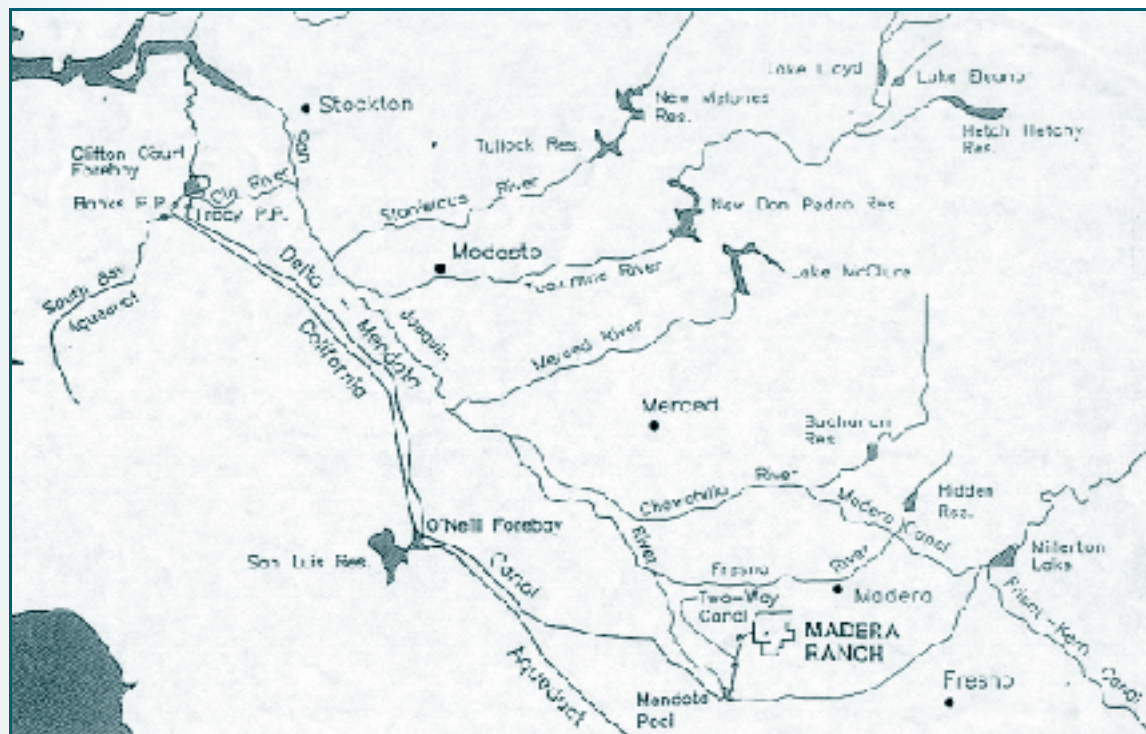 Lake Lloyd
Lake Eleanor
Hetch Hetchy
Res.
New Melones
Res.
Tulloch Res.
Stockton
Clifton Court
Forebay
Banks P.P.
Tracy P.P.
Old River
San
Stanislaus River
New Don Pedro Res.
Modesto
Tuolumne River
Lake McClure
South Bay
Aqueduct
Delta
Mendota
California
Joaquin
Merced River
Merced
Buchanan
Res.
Chowchilla River
Madera Canal
Hidden
Res.
O'Neill Forebay
San Luis Res.
Canal
River
Fresno River
Millerton
Lake
Madera
Two-Way
Canal
MADERA
RANCH
Friant-Kern
Canal
Aqueduct
Mendota
Pool
Fresno